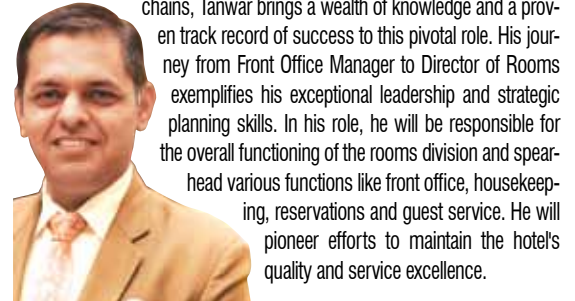 chains, Tanwar brings a wealth of knowledge and a prov-
en track record of success to this pivotal role. His jour-
ney from Front Office Manager to Director of Rooms
exemplifies his exceptional leadership and strategic
planning skills. In his role, he will be responsible for
the overall functioning of the rooms division and spear-
head various functions like front office, housekeep-
ing, reservations and guest service. He will
pioneer efforts to maintain the hotel's
quality and service excellence.